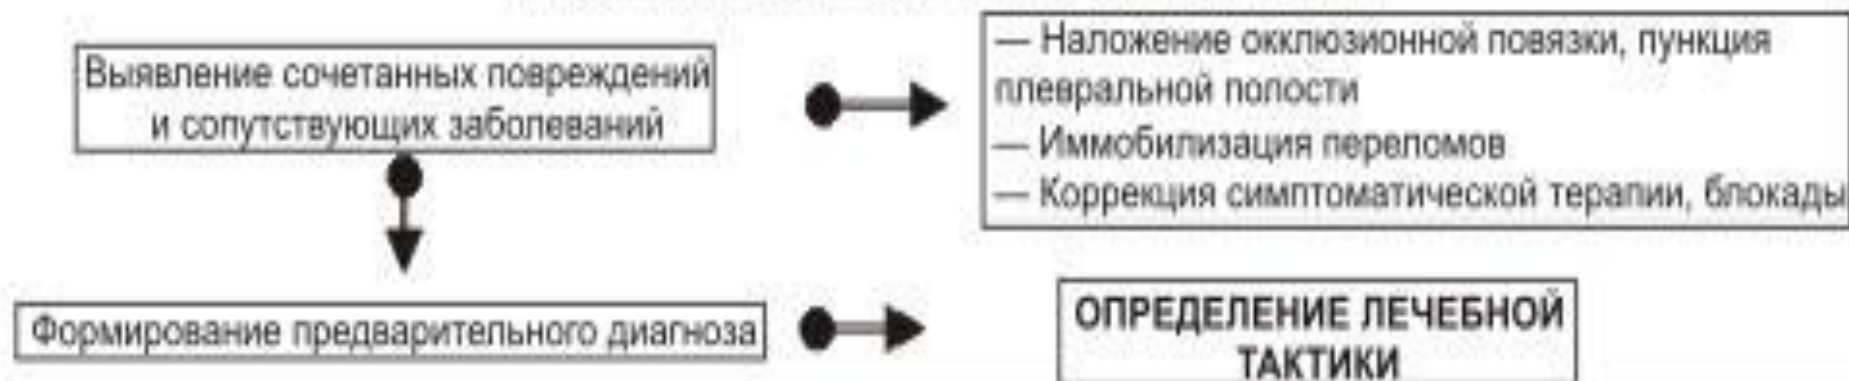 Выявление сочетанных повреждений
и сопутствующих заболеваний
— Наложение окклюзионной повязки, пункция
плевральной полости
— Иммобилизация переломов
— Коррекция симптоматической терапии, блокады
Формирование предварительного диагноза
ОПРЕДЕЛЕНИЕ ЛЕЧЕБНОЙ
ТАКТИКИ